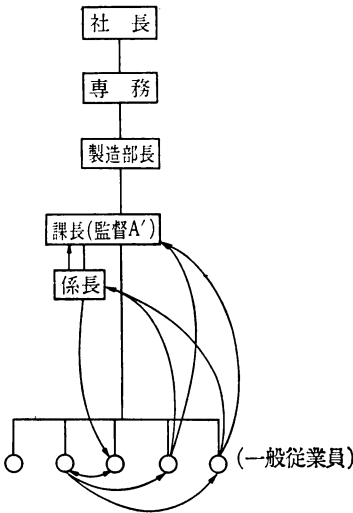 社長
専務
製造部長
課長(監督A′)
係長
(一般従業員)